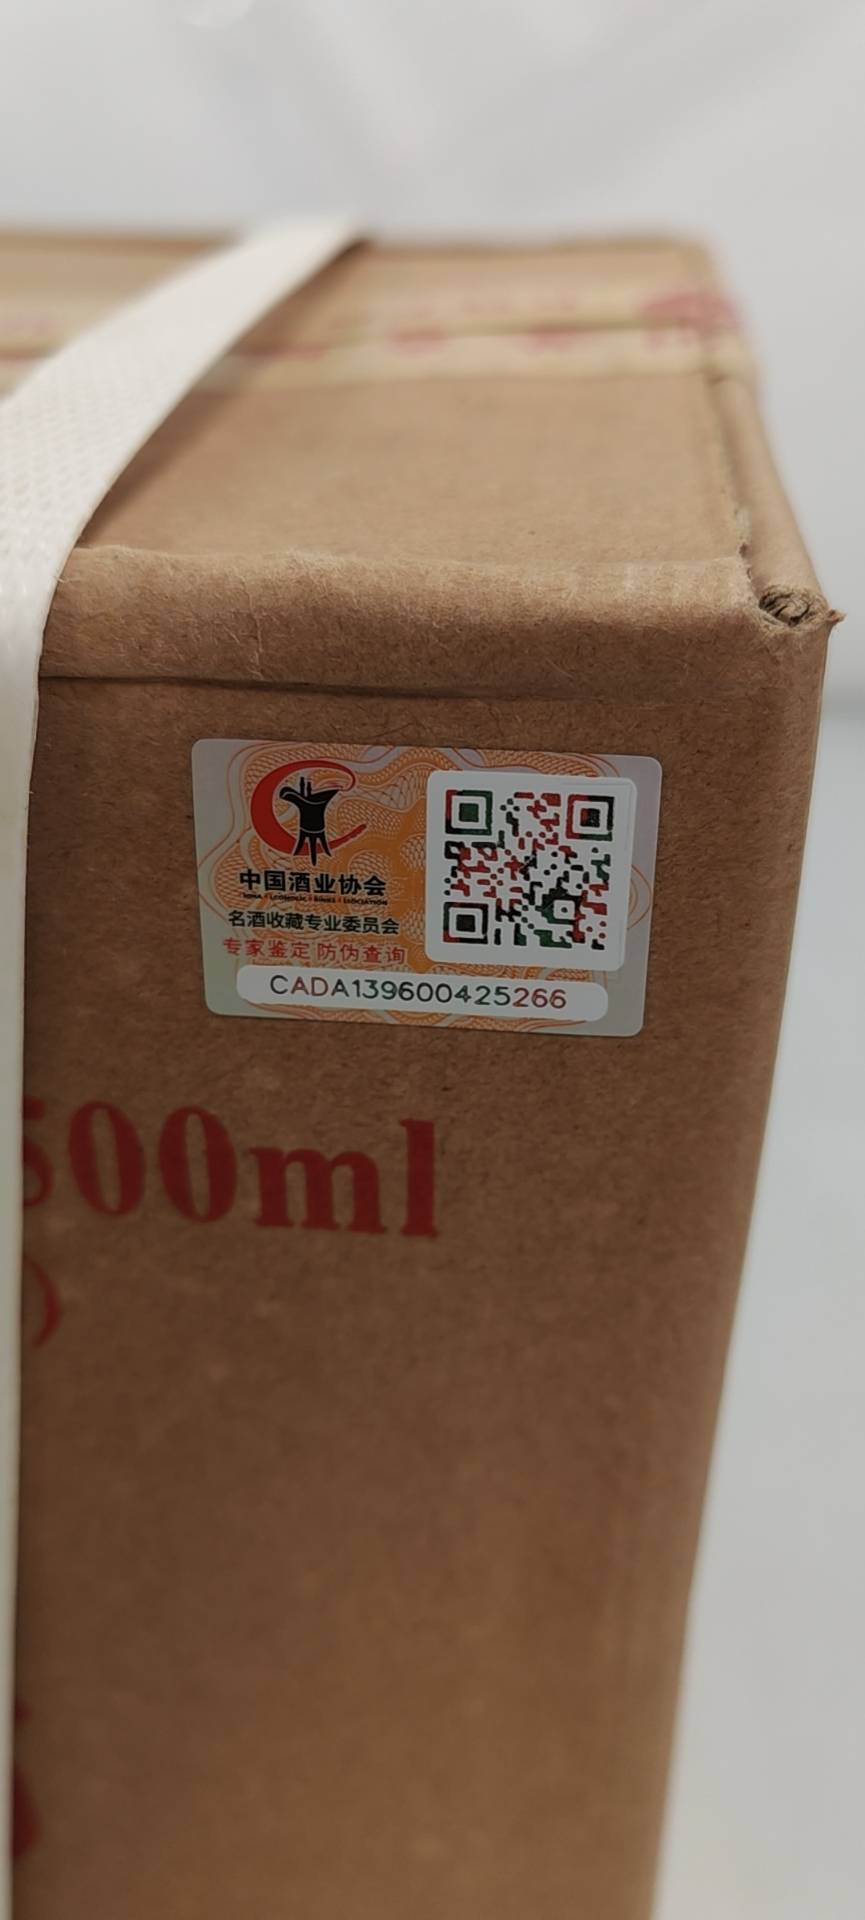 中国酒业协会
名酒收藏专业委员会
专家鉴定 防伪查询
CADA139600425266
500ml
)